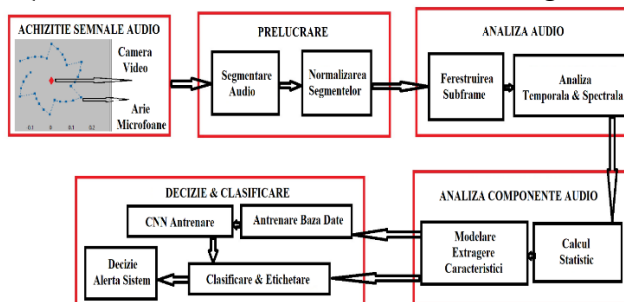 ACHIZITIE SEMNALE AUDIO
Camera
Video
Arie
Microfoane
0.1
0
0.1
0.2
PRELUCRARE
Segmentare
Audio
Normalizarea
Segmentelor
ANALIZA AUDIO
Ferestruirea
Subframe
Analiza
Temporala & Spectrala
ANALIZA COMPONENTE AUDIO
Calcul
Statistic
Modelare
Extragere
Caracteristici
DECIZIE & CLASIFICARE
CNN Antrenare
Antrenare Baza Date
Clasificare & Etichetare
Decizie
Alerta Sistem